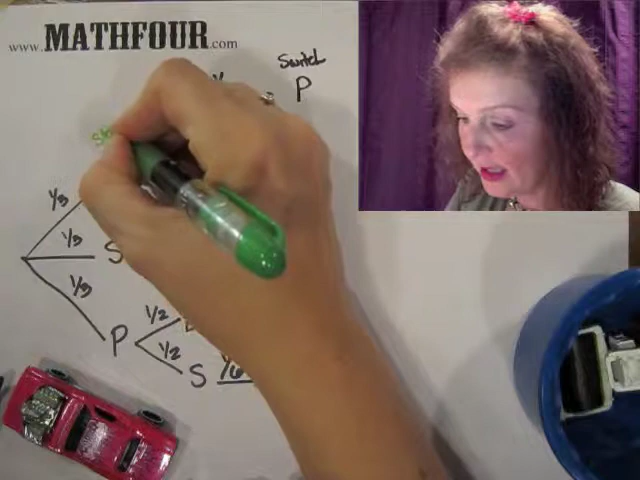 www.MATHFOUR.com
Switch
P
1/3
1/3
S
1/3
1/2
P
1/2
S 1/6